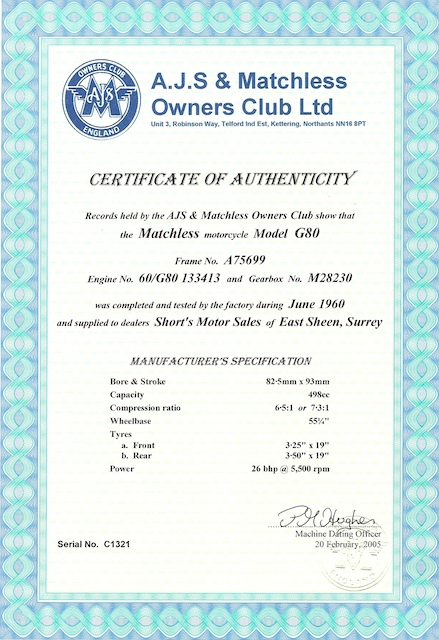 OWNERS CLUB
AJS
ENGLAND
A.J.S & Matchless
Owners Club Ltd
Unit 3, Robinson Way, Telford Ind Est, Kettering, Northants NN16 8PT
CERTIFICATE OF AUTHENTICITY
Records held by the AJS & Matchless Owners Club show that
the Matchless motorcycle Model G80
Frame No. A75699
Engine No. 60/G80 133413 and Gearbox No. M28230
was completed and tested by the factory during June 1960
and supplied to dealers Short's Motor Sales of East Sheen, Surrey
MANUFACTURER'S SPECIFICATION
Bore & Stroke 82·5mm x 93mm
Capacity 498cc
Compression ratio 6·5:1 or 7·3:1
Wheelbase 55¼"
Tyres
a. Front 3·25" x 19"
b. Rear 3·50" x 19"
Power 26 bhp @ 5,500 rpm
Machine Dating Officer
20 February, 2005
Serial No. C1321
ENGLAND